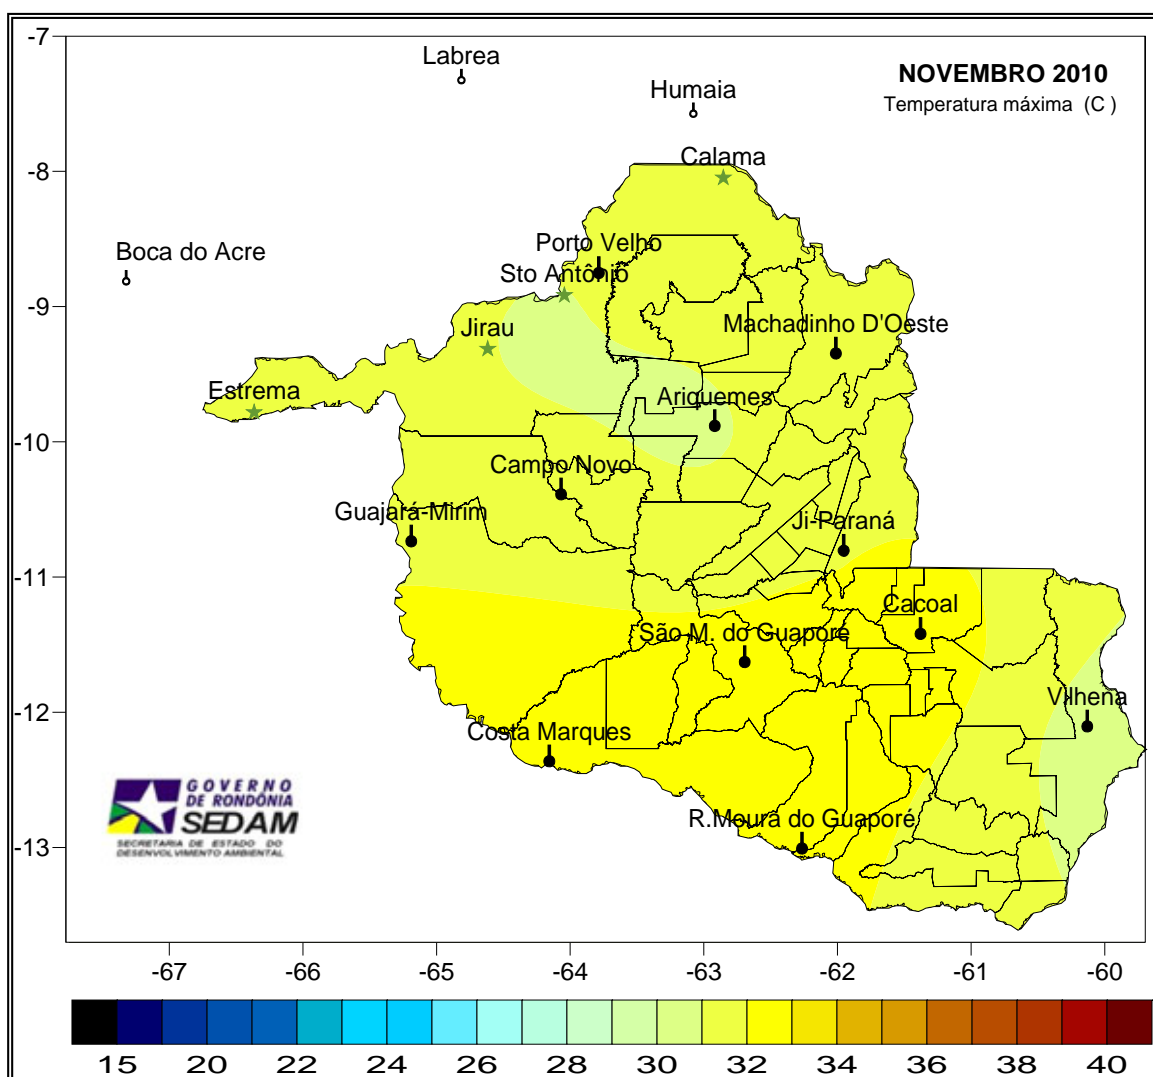 NOVEMBRO 2010
Temperatura máxima (C )
Labrea
Humaia
Calama
Boca do Acre
Porto Velho
Sto Antônio
Jirau
Machadinho D'Oeste
Estrema
Ariquemes
Campo Novo
Guajará-Mirim
Ji-Paraná
Cacoal
São M. do Guaporé
Vilhena
Costa Marques
R.Moura do Guaporé
GOVERNO
DE RONDÔNIA
SEDAM
SECRETARIA DE ESTADO DO
DESENVOLVIMENTO AMBIENTAL
-7
-8
-9
-10
-11
-12
-13
-67 -66 -65 -64 -63 -62 -61 -60
15 20 22 24 26 28 30 32 34 36 38 40